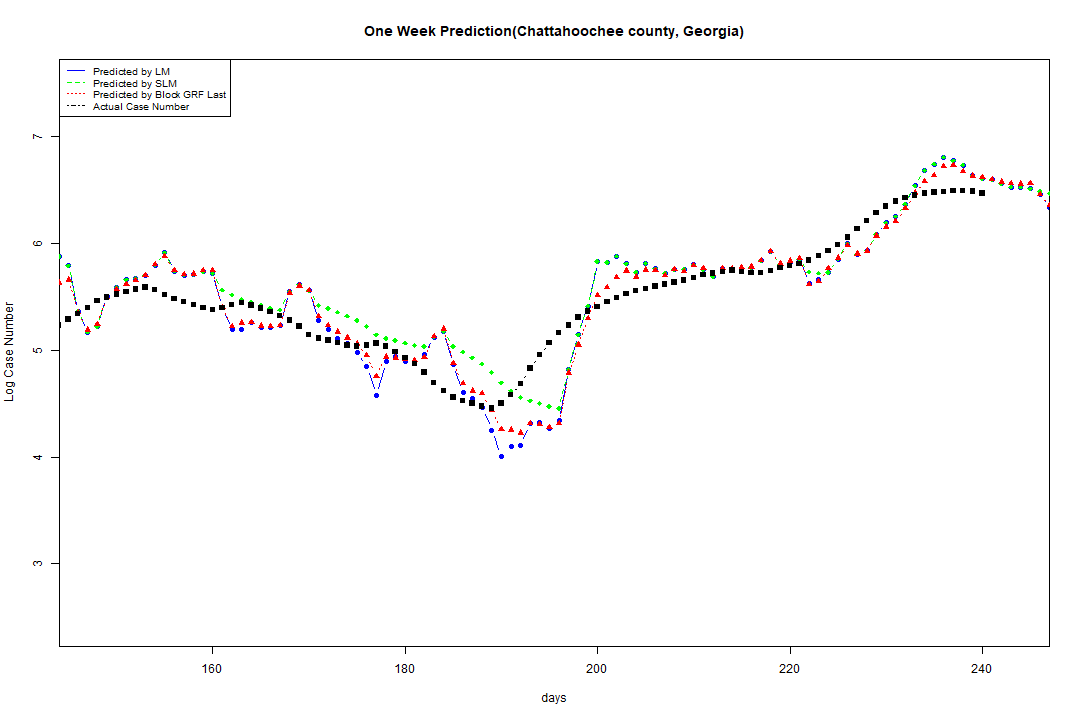 One Week Prediction(Chattahoochee county, Georgia)
Predicted by LM
Predicted by SLM
Predicted by Block GRF Last
Actual Case Number
7
6
5
4
3
Log Case Number
160 180 200 220 240
days